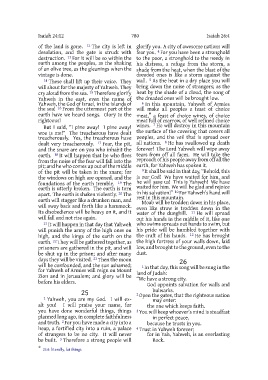 Isaiah 24:12 780 Isaiah 26:4
of the land is gone. 12 The city is left in
desolation, and the gate is struck with
destruction. 13 For it will be so within the
earth among the peoples, as the shaking
of an olive tree, as the gleanings when the
vintage is done.
14 These shall lift up their voice. They
will shout for the majesty of Yahweh. They
cry aloud from the sea. 15 Therefore glorify
Yahweh in the east, even the name of
Yahweh, the God of Israel, in the islands of
the sea! 16 From the uttermost part of the
earth have we heard songs. Glory to the
righteous!
But I said, "I pine away! I pine away!
woe is me!" The treacherous have dealt
treacherously. Yes, the treacherous have
dealt very treacherously. 17 Fear, the pit,
and the snare are on you who inhabit the
earth. 18 It will happen that he who flees
from the noise of the fear will fall into the
pit; and he who comes up out of the middle
of the pit will be taken in the snare; for
the windows on high are opened, and the
foundations of the earth tremble. 19 The
earth is utterly broken. The earth is torn
apart. The earth is shaken violently. 20 The
earth will stagger like a drunken man, and
will sway back and forth like a hammock.
Its disobedience will be heavy on it, and it
will fall and not rise again.
21 It will happen in that day that Yahweh
will punish the army of the high ones on
high, and the kings of the earth on the
earth. 22 They will be gathered together, as
prisoners are gathered in the pit, and will
be shut up in the prison; and after many
days they will be visited. 23 Then the moon
will be confounded, and the sun ashamed;
for Yahweh of Armies will reign on Mount
Zion and in Jerusalem; and glory will be
before his elders.
25
1 Yahweh, you are my God. I will ex-
alt you! I will praise your name, for
you have done wonderful things, things
planned long ago, in complete faithfulness
and truth. 2 For you have made a city into a
heap, a fortified city into a ruin, a palace
of strangers to be no city. It will never
be built. 3 Therefore a strong people will
glorify you. A city of awesome nations will
fear you. 4 For you have been a stronghold
to the poor, a stronghold to the needy in
his distress, a refuge from the storm, a
shade from the heat, when the blast of the
dreaded ones is like a storm against the
wall. 5 As the heat in a dry place you will
bring down the noise of strangers; as the
heat by the shade of a cloud, the song of
the dreaded ones will be brought low.
6 In this mountain, Yahweh of Armies
will make all peoples a feast of choice
meat,* a feast of choice wines, of choice
meat full of marrow, of well refined choice
wines. 7 He will destroy in this mountain
the surface of the covering that covers all
peoples, and the veil that is spread over
all nations. 8 He has swallowed up death
forever! The Lord Yahweh will wipe away
tears from off all faces. He will take the
reproach of his people away from off all the
earth, for Yahweh has spoken it.
9 It shall be said in that day, "Behold, this
is our God! We have waited for him, and
he will save us! This is Yahweh! We have
waited for him. We will be glad and rejoice
in his salvation!" 10 For Yahweh's hand will
rest in this mountain.
Moab will be trodden down in his place,
even like straw is trodden down in the
water of the dunghill. 11 He will spread
out his hands in the middle of it, like one
who swims spreads out hands to swim, but
his pride will be humbled together with
the craft of his hands. 12 He has brought
the high fortress of your walls down, laid
low, and brought to the ground, even to the
dust.
26
1 In that day, this song will be sung in the
land of Judah:
"We have a strong city.
God appoints salvation for walls and
bulwarks.
2 Open the gates, that the righteous nation
may enter:
the one which keeps faith.
3 You will keep whoever's mind is steadfast
in perfect peace,
because he trusts in you.
4 Trust in Yahweh forever;
for in Yah, Yahweh, is an everlasting
Rock.
* 25:6 literally, fat things